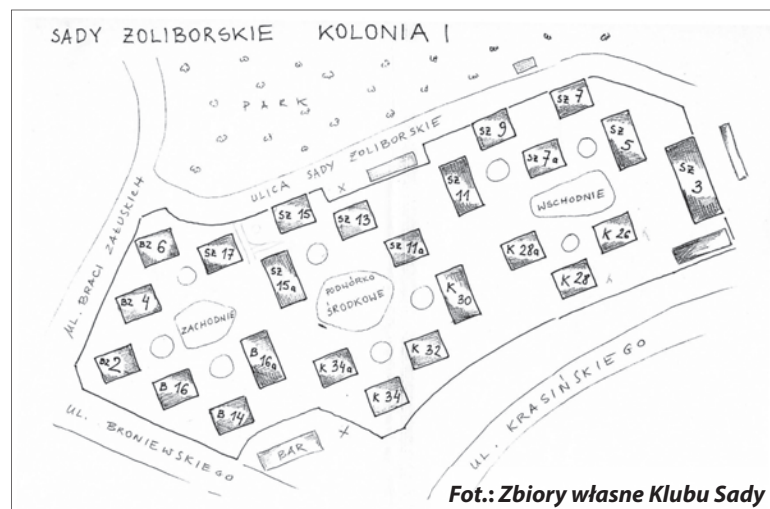 SADY ŻOLIBORSKIE KOLONIA I
PARK
ULICA SADY ŻOLIBORSKIE
UL. BRACI ZAŁUSKICH
SZ 7
SZ 9
SZ 7a
SZ 5
SZ 3
SZ 11
WSCHODNIE
SZ 15
SZ 13
BZ 6
SZ 17
SZ 11a
K 28a
K 26
K 28
SZ 15a
PODWÓRKO
ŚRODKOWE
K 30
BZ 4
ZACHODNIE
BZ 2
B 16
B 16a
K 34a
K 32
K 34
B 14
BAR
UL. BRONIEWSKIEGO
UL. KRASIŃSKIEGO
Fot.: Zbiory własne Klubu Sady